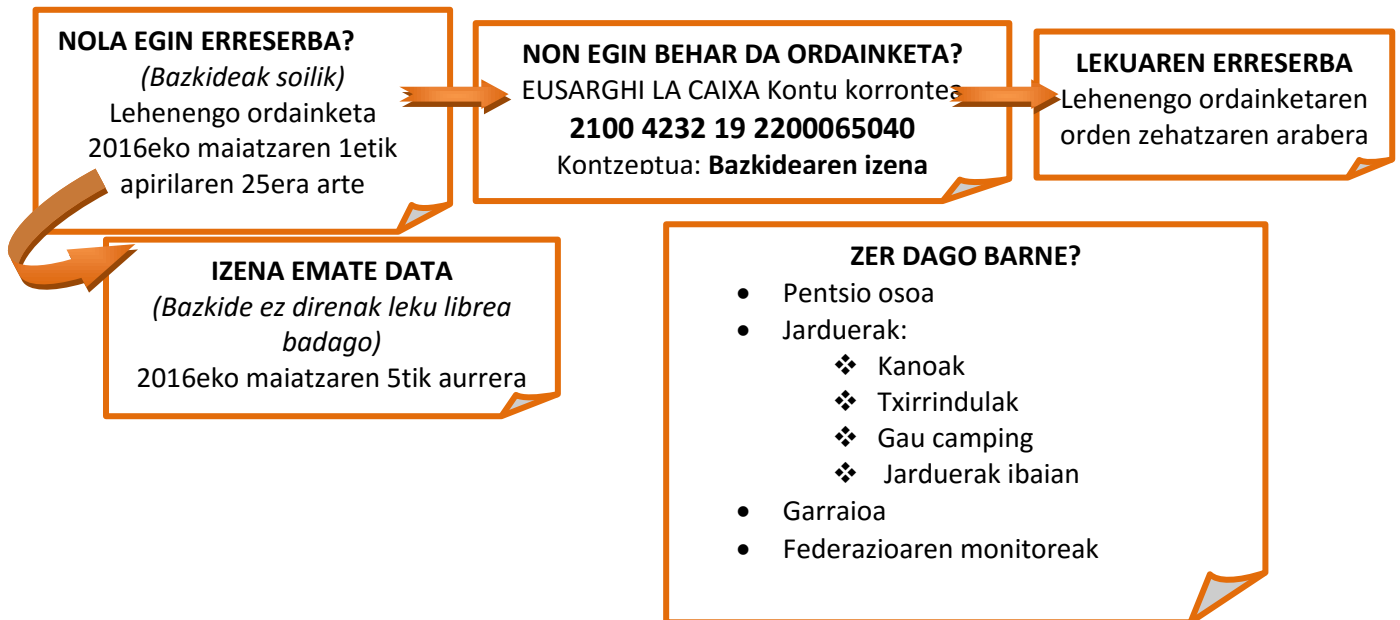 NOLA EGIN ERRESERBA?
(Bazkideak soilik)
Lehenengo ordainketa
2016eko maiatzaren 1etik
apirilaren 25era arte
NON EGIN BEHAR DA ORDAINKETA?
EUSARGHI LA CAIXA Kontu korrontea
2100 4232 19 2200065040
Kontzeptua: Bazkidearen izena
LEKUAREN ERRESERBA
Lehenengo ordainketaren
orden zehatzaren arabera
IZENA EMATE DATA
(Bazkide ez direnak leku librea
badago)
2016eko maiatzaren 5tik aurrera
ZER DAGO BARNE?
• Pentsio osoa
• Jarduerak:
❖ Kanoak
❖ Txirrindulak
❖ Gau camping
❖ Jarduerak ibaian
• Garraioa
• Federazioaren monitoreak